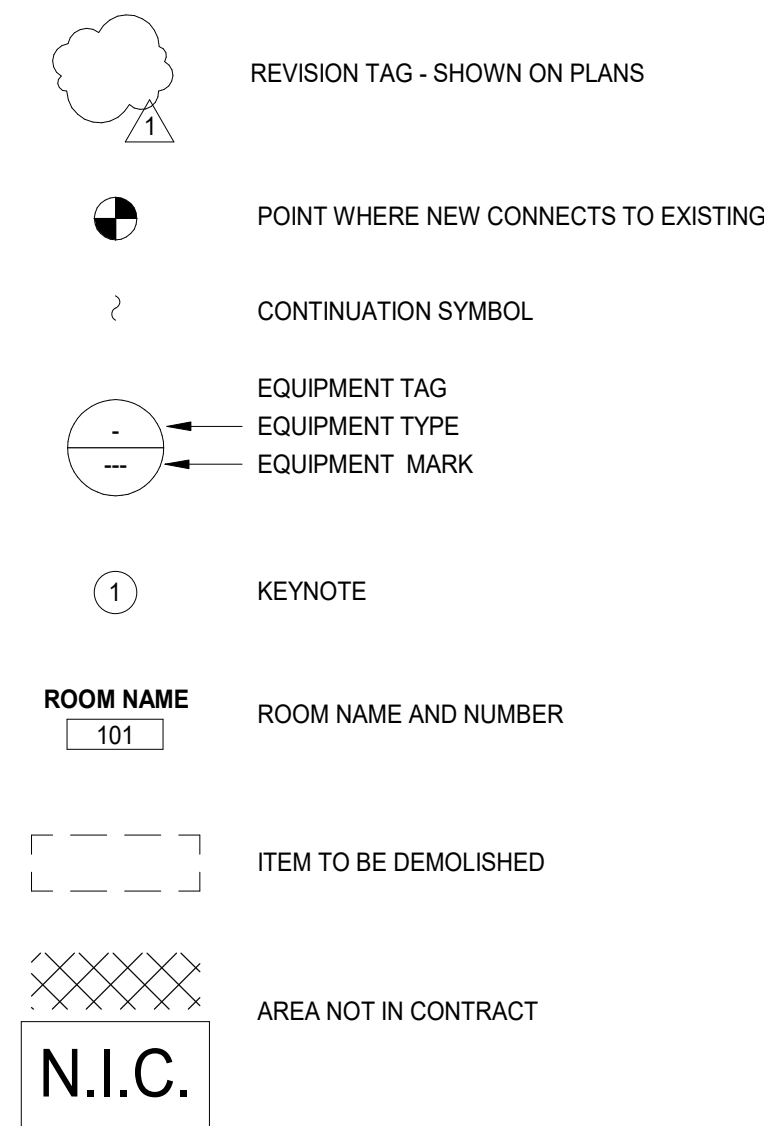 REVISION TAG - SHOWN ON PLANS
1
POINT WHERE NEW CONNECTS TO EXISTING
CONTINUATION SYMBOL
EQUIPMENT TAG
- EQUIPMENT TYPE
--- EQUIPMENT MARK
1 KEYNOTE
ROOM NAME
101
ROOM NAME AND NUMBER
ITEM TO BE DEMOLISHED
AREA NOT IN CONTRACT
N.I.C.